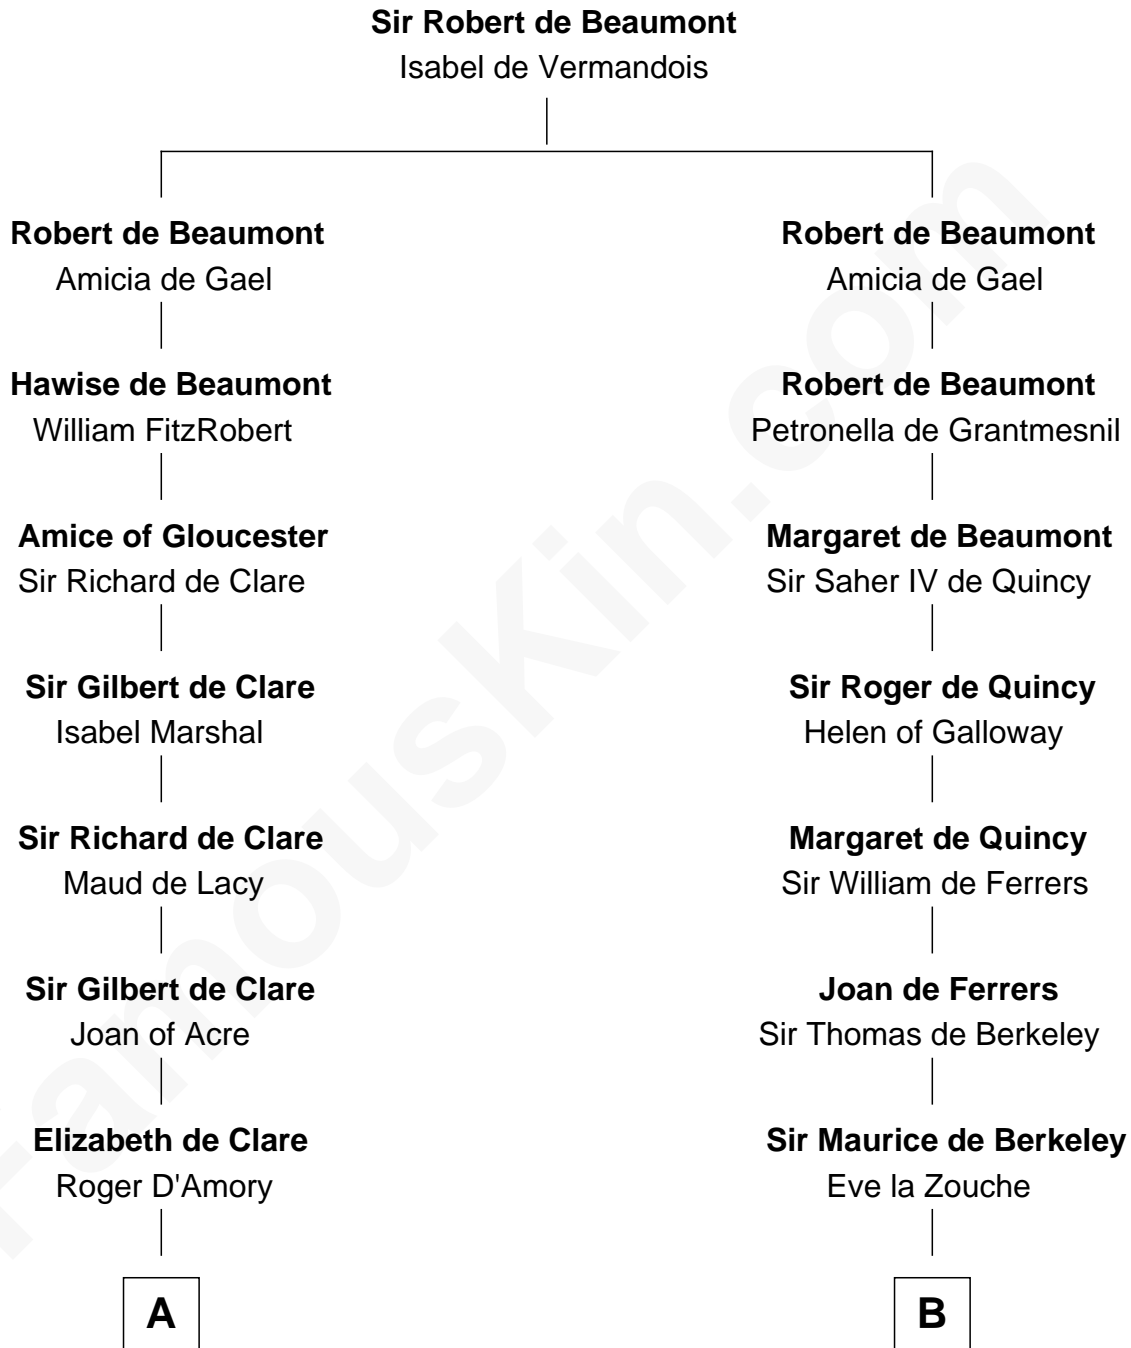 Sir Robert de Beaumont
Isabel de Vermandois
Robert de Beaumont
Amicia de Gael
Robert de Beaumont
Amicia de Gael
Hawise de Beaumont
William FitzRobert
Robert de Beaumont
Petronella de Grantmesnil
Amice of Gloucester
Sir Richard de Clare
Margaret de Beaumont
Sir Saher IV de Quincy
Sir Gilbert de Clare
Isabel Marshal
Sir Roger de Quincy
Helen of Galloway
Sir Richard de Clare
Maud de Lacy
Margaret de Quincy
Sir William de Ferrers
Sir Gilbert de Clare
Joan of Acre
Joan de Ferrers
Sir Thomas de Berkeley
Elizabeth de Clare
Roger D'Amory
Sir Maurice de Berkeley
Eve la Zouche
A
B
FamousKin.com